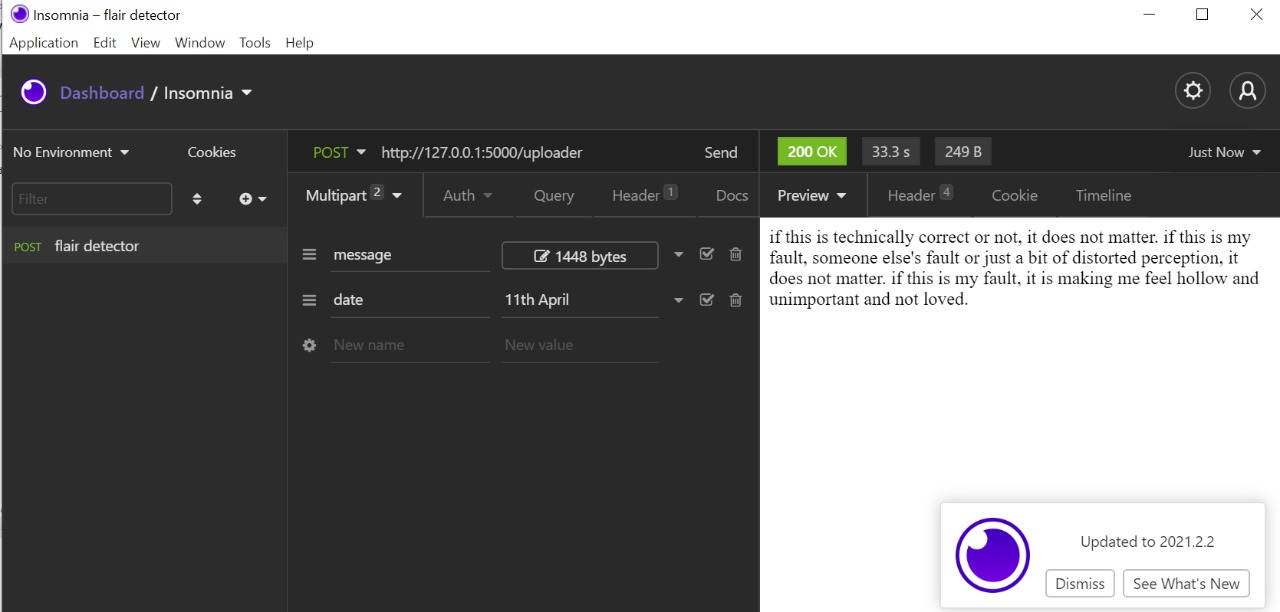 Insomnia – flair detector
Application Edit View Window Tools Help
Dashboard / Insomnia
No Environment Cookies
POST http://127.0.0.1:5000/uploader Send
200 OK 33.3 s 249 B Just Now
Filter
Multipart 2 Auth Query Header 1 Docs
Preview Header 4 Cookie Timeline
POST flair detector
message 1448 bytes
date 11th April
New name New value
if this is technically correct or not, it does not matter. if this is my
fault, someone else's fault or just a bit of distorted perception, it
does not matter. if this is my fault, it is making me feel hollow and
unimportant and not loved.
Updated to 2021.2.2
Dismiss See What's New